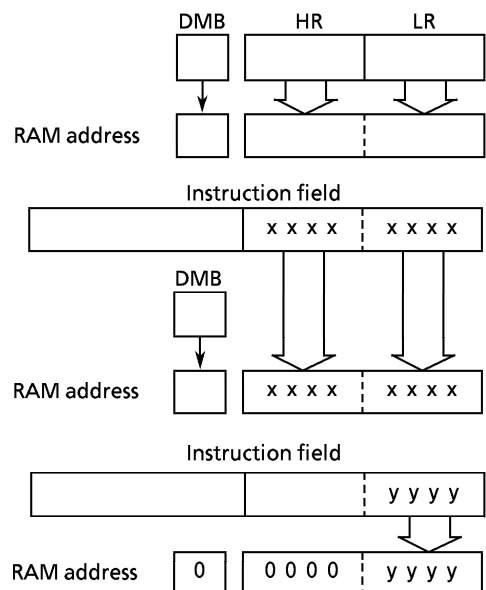 DMB HR LR
RAM address
Instruction field
x x x x x x x x
DMB
RAM address x x x x x x x x
Instruction field
y y y y
RAM address 0 0 0 0 0 y y y y